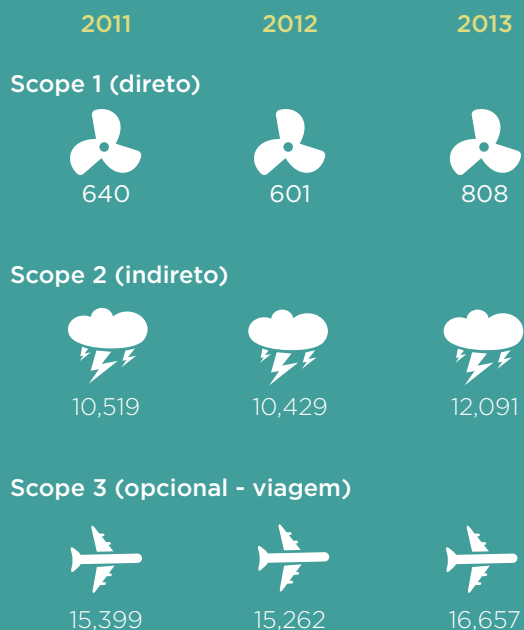 2011 2012 2013
Scope 1 (direto)
640 601 808
Scope 2 (indireto)
10,519 10,429 12,091
Scope 3 (opcional - viagem)
15,399 15,262 16,657